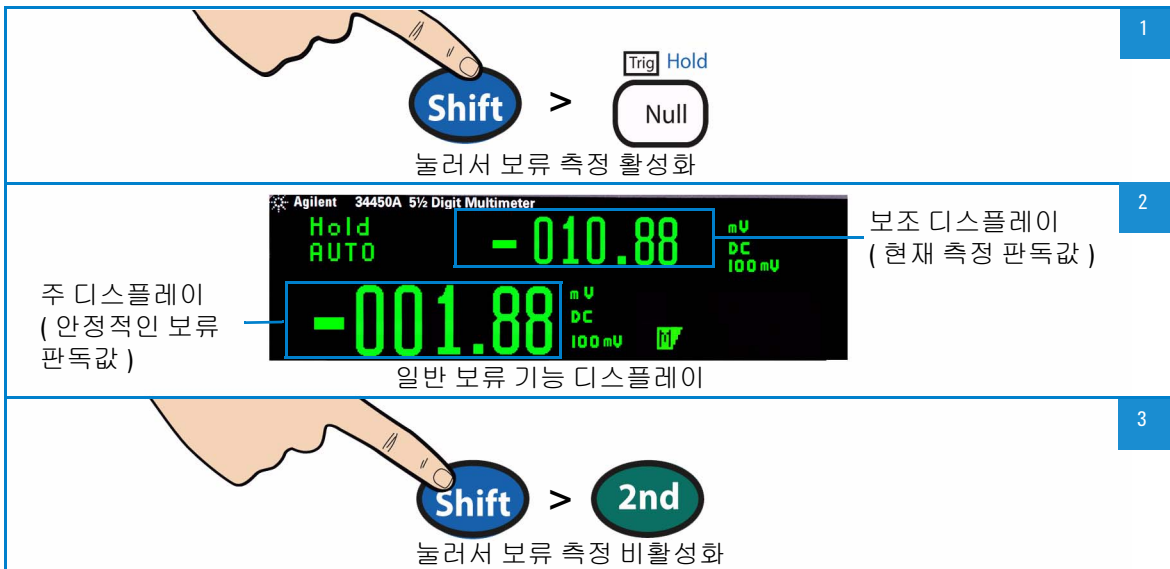 1
Trig Hold
Shift > Null
눌러서 보류 측정 활성화
2
Agilent 34450A 5½ Digit Multimeter
Hold
AUTO
-010.88
mV
DC
100 mV
보조 디스플레이
( 현재 측정 판독값 )
주 디스플레이
( 안정적인 보류
판독값 )
-001.88
mV
DC
100 mV
M
일반 보류 기능 디스플레이
3
Shift > 2nd
눌러서 보류 측정 비활성화